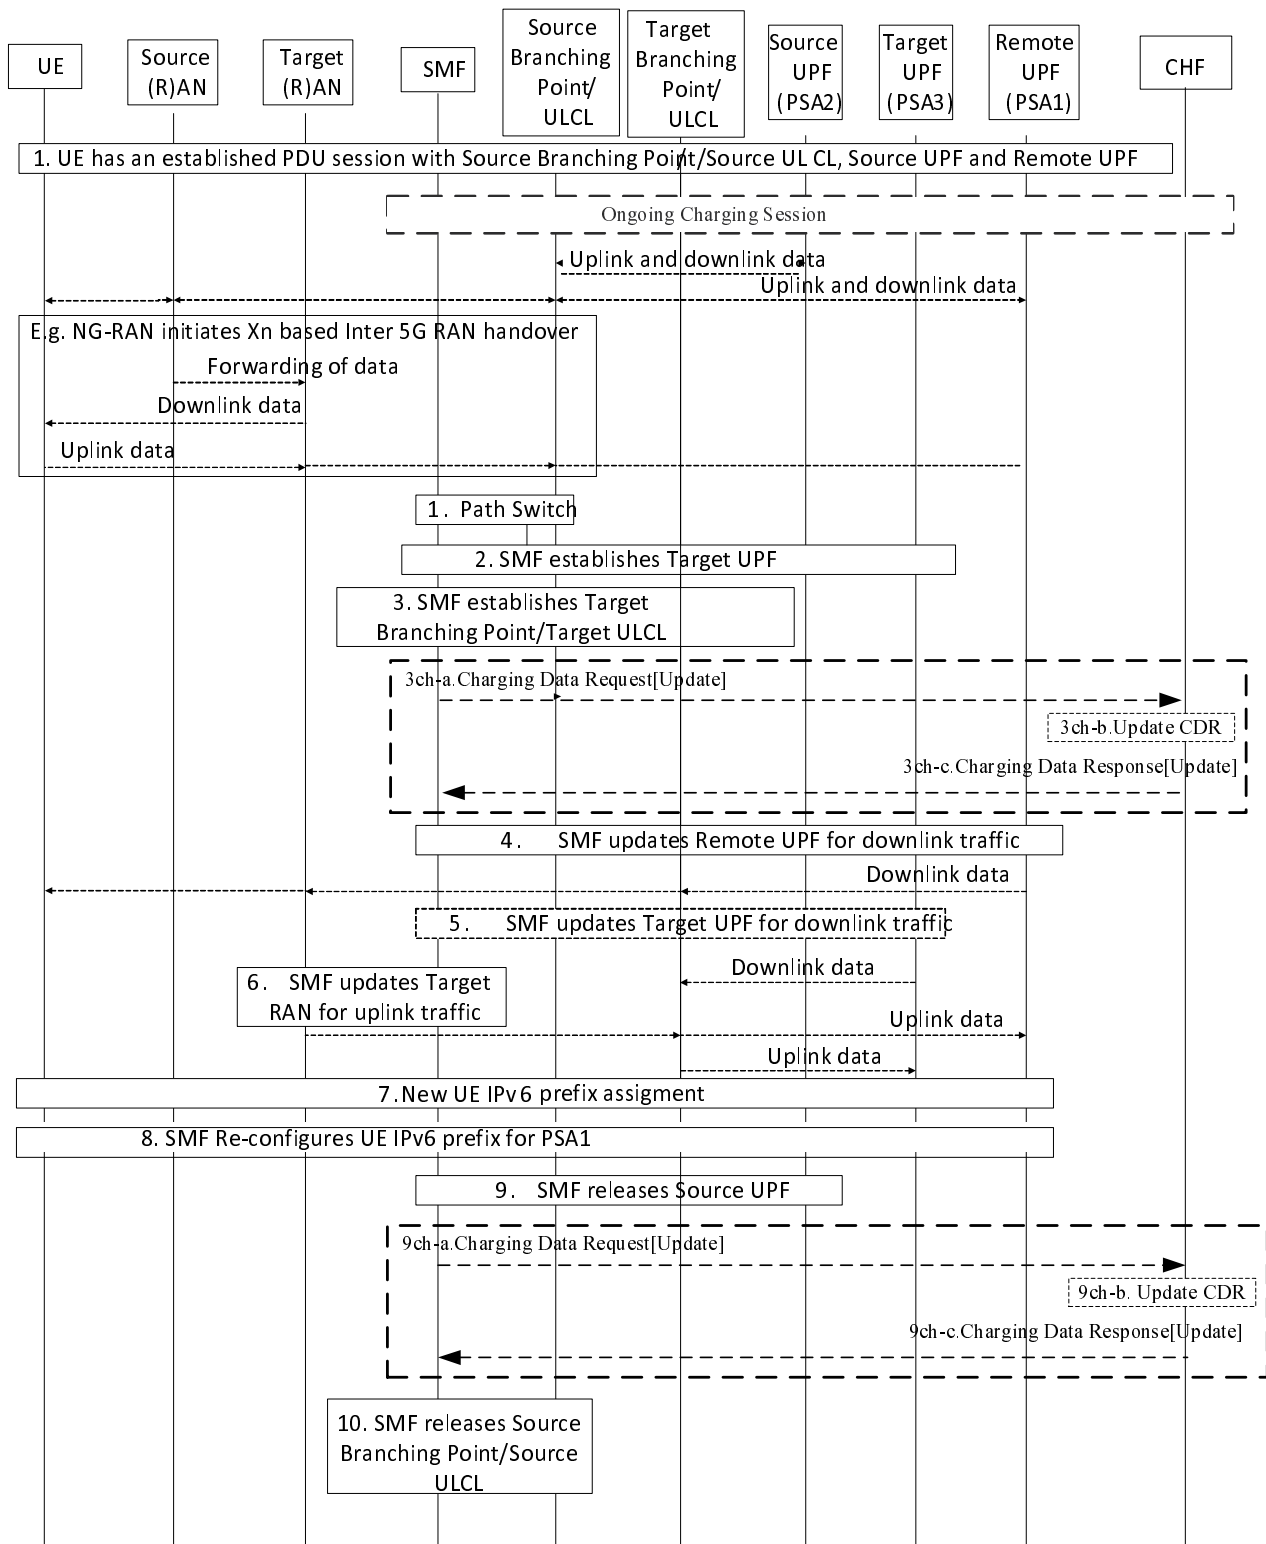 UE
Source
(R)AN
Target
(R)AN
SMF
Source
Branching
Point/
ULCL
Target
Branching
Point/
ULCL
Source
UPF
(PSA2)
Target
UPF
(PSA3)
Remote
UPF
(PSA1)
CHF
1. UE has an established PDU session with Source Branching Point/Source UL CL, Source UPF and Remote UPF
Ongoing Charging Session
Uplink and downlink data
Uplink and downlink data
E.g. NG-RAN initiates Xn based Inter 5G RAN handover
Forwarding of data
Downlink data
Uplink data
1. Path Switch
2. SMF establishes Target UPF
3. SMF establishes Target
Branching Point/Target ULCL
3ch-a.Charging Data Request[Update]
3ch-b.Update CDR
3ch-c.Charging Data Response[Update]
4. SMF updates Remote UPF for downlink traffic
Downlink data
5. SMF updates Target UPF for downlink traffic
Downlink data
6. SMF updates Target
RAN for uplink traffic
Uplink data
Uplink data
7.New UE IPv6 prefix assigment
8. SMF Re-configures UE IPv6 prefix for PSA1
9. SMF releases Source UPF
9ch-a.Charging Data Request[Update]
9ch-b. Update CDR
9ch-c.Charging Data Response[Update]
10. SMF releases Source
Branching Point/Source
ULCL